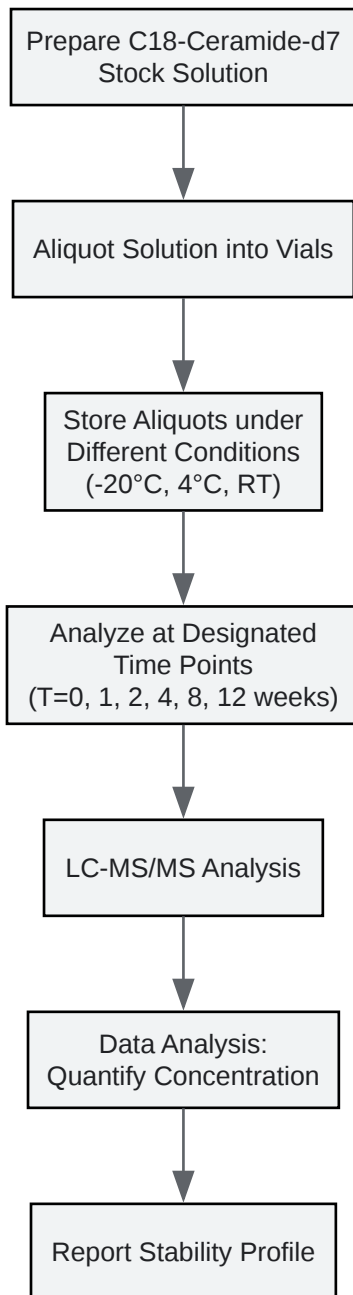 Prepare C18-Ceramide-d7
Stock Solution
Aliquot Solution into Vials
Store Aliquots under
Different Conditions
(-20°C, 4°C, RT)
Analyze at Designated
Time Points
(T=0, 1, 2, 4, 8, 12 weeks)
LC-MS/MS Analysis
Data Analysis:
Quantify Concentration
Report Stability Profile